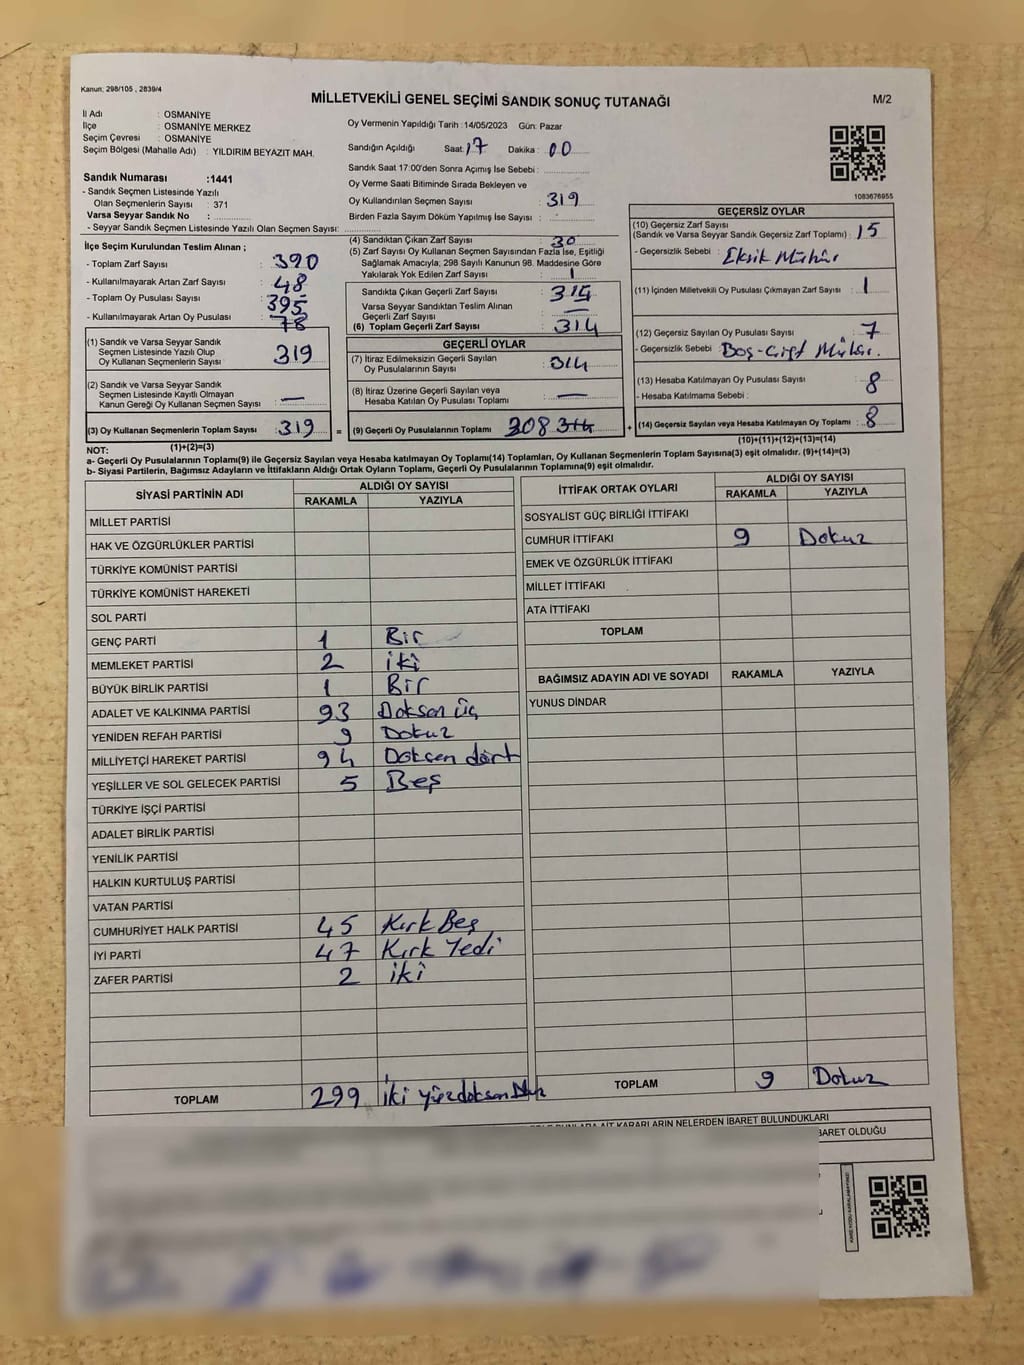 Kanun: 298/105 , 2839/4
MİLLETVEKİLİ GENEL SEÇİMİ SANDIK SONUÇ TUTANAĞI
M/2
İl Adı : OSMANİYE
İlçe : OSMANİYE MERKEZ
Seçim Çevresi : OSMANİYE
Seçim Bölgesi (Mahalle Adı) : YILDIRIM BEYAZIT MAH.
Sandık Numarası :1441
- Sandık Seçmen Listesinde Yazılı
Olan Seçmenlerin Sayısı : 371
Varsa Seyyar Sandık No :
- Seyyar Sandık Seçmen Listesinde Yazılı Olan Seçmen Sayısı:
Oy Vermenin Yapıldığı Tarih :14/05/2023 Gün: Pazar
Sandığın Açıldığı Saat: 17 Dakika : 00
Sandık Saat 17:00'den Sonra Açımış İse Sebebi :
Oy Verme Saati Bitiminde Sırada Bekleyen ve
Oy Kullandırılan Seçmen Sayısı : 319
Birden Fazla Sayım Döküm Yapılmış İse Sayısı :
1083676955
İlçe Seçim Kurulundan Teslim Alınan ;
- Toplam Zarf Sayısı : 390
- Kullanılmayarak Artan Zarf Sayısı : 48
- Toplam Oy Pusulası Sayısı : 395
- Kullanılmayarak Artan Oy Pusulası : 78
(1) Sandık ve Varsa Seyyar Sandık
Seçmen Listesinde Yazılı Olup
Oy Kullanan Seçmenlerin Sayısı : 319
(2) Sandık ve Varsa Seyyar Sandık
Seçmen Listesinde Kayıtlı Olmayan
Kanun Gereği Oy Kullanan Seçmen Sayısı : —
(3) Oy Kullanan Seçmenlerin Toplam Sayısı : 319
(1)+(2)=(3)
(4) Sandıktan Çıkan Zarf Sayısı : 30
(5) Zarf Sayısı Oy Kullanan Seçmen Sayısından Fazla İse, Eşitliği
Sağlamak Amacıyla, 298 Sayılı Kanunun 98. Maddesine Göre
Yakılarak Yok Edilen Zarf Sayısı : 1
Sandıkta Çıkan Geçerli Zarf Sayısı : 315
Varsa Seyyar Sandıktan Teslim Alınan
Geçerli Zarf Sayısı : —
(6) Toplam Geçerli Zarf Sayısı : 314
GEÇERLİ OYLAR
(7) İtiraz Edilmeksizin Geçerli Sayılan
Oy Pusulalarının Sayısı : 314
(8) İtiraz Üzerine Geçerli Sayılan veya
Hesaba Katılan Oy Pusulası Toplamı : —
= (9) Geçerli Oy Pusulalarının Toplamı : 308 314
GEÇERSİZ OYLAR
(10) Geçersiz Zarf Sayısı
(Sandık ve Varsa Seyyar Sandık Geçersiz Zarf Toplamı) : 15
- Geçersizlik Sebebi : Eksik Mühür
(11) İçinden Milletvekili Oy Pusulası Çıkmayan Zarf Sayısı : 1
(12) Geçersiz Sayılan Oy Pusulası Sayısı : 7
- Geçersizlik Sebebi : Boş-Çift Mühür.
(13) Hesaba Katılmayan Oy Pusulası Sayısı : 8
- Hesaba Katılmama Sebebi :
+ (14) Geçersiz Sayılan veya Hesaba Katılmayan Oy Toplamı : 8
(10)+(11)+(12)+(13)=(14)
NOT:
a- Geçerli Oy Pusulalarının Toplamı(9) ile Geçersiz Sayılan veya Hesaba katılmayan Oy Toplamı(14) Toplamları, Oy Kullanan Seçmenlerin Toplam Sayısına(3) eşit olmalıdır. (9)+(14)=(3)
b- Siyasi Partilerin, Bağımsız Adayların ve İttifakların Aldığı Ortak Oyların Toplamı, Geçerli Oy Pusulalarının Toplamına(9) eşit olmalıdır.
SİYASİ PARTİNİN ADI ALDIĞI OY SAYISI
RAKAMLA YAZIYLA
MİLLET PARTİSİ
HAK VE ÖZGÜRLÜKLER PARTİSİ
TÜRKİYE KOMÜNİST PARTİSİ
TÜRKİYE KOMÜNİST HAREKETİ
SOL PARTİ
GENÇ PARTİ 1 Bir
MEMLEKET PARTİSİ 2 iki
BÜYÜK BİRLİK PARTİSİ 1 Bir
ADALET VE KALKINMA PARTİSİ 93 Doksen üç
YENİDEN REFAH PARTİSİ 9 Dokuz
MİLLİYETÇİ HAREKET PARTİSİ 94 Doksen dört
YEŞİLLER VE SOL GELECEK PARTİSİ 5 Beş
TÜRKİYE İŞÇİ PARTİSİ
ADALET BİRLİK PARTİSİ
YENİLİK PARTİSİ
HALKIN KURTULUŞ PARTİSİ
VATAN PARTİSİ
CUMHURİYET HALK PARTİSİ 45 Kırk Beş
İYİ PARTİ 47 Kırk Yedi
ZAFER PARTİSİ 2 iki
TOPLAM 299 iki yüz doksan
İTTİFAK ORTAK OYLARI ALDIĞI OY SAYISI
RAKAMLA YAZIYLA
SOSYALİST GÜÇ BİRLİĞİ İTTİFAKI
CUMHUR İTTİFAKI 9 Dokuz
EMEK VE ÖZGÜRLÜK İTTİFAKI
MİLLET İTTİFAKI
ATA İTTİFAKI
TOPLAM
BAĞIMSIZ ADAYIN ADI VE SOYADI RAKAMLA YAZIYLA
YUNUS DİNDAR
TOPLAM 9 Dokuz
KARARLARIN NELERDEN İBARET BULUNDUKLARI
BARET OLDUĞU